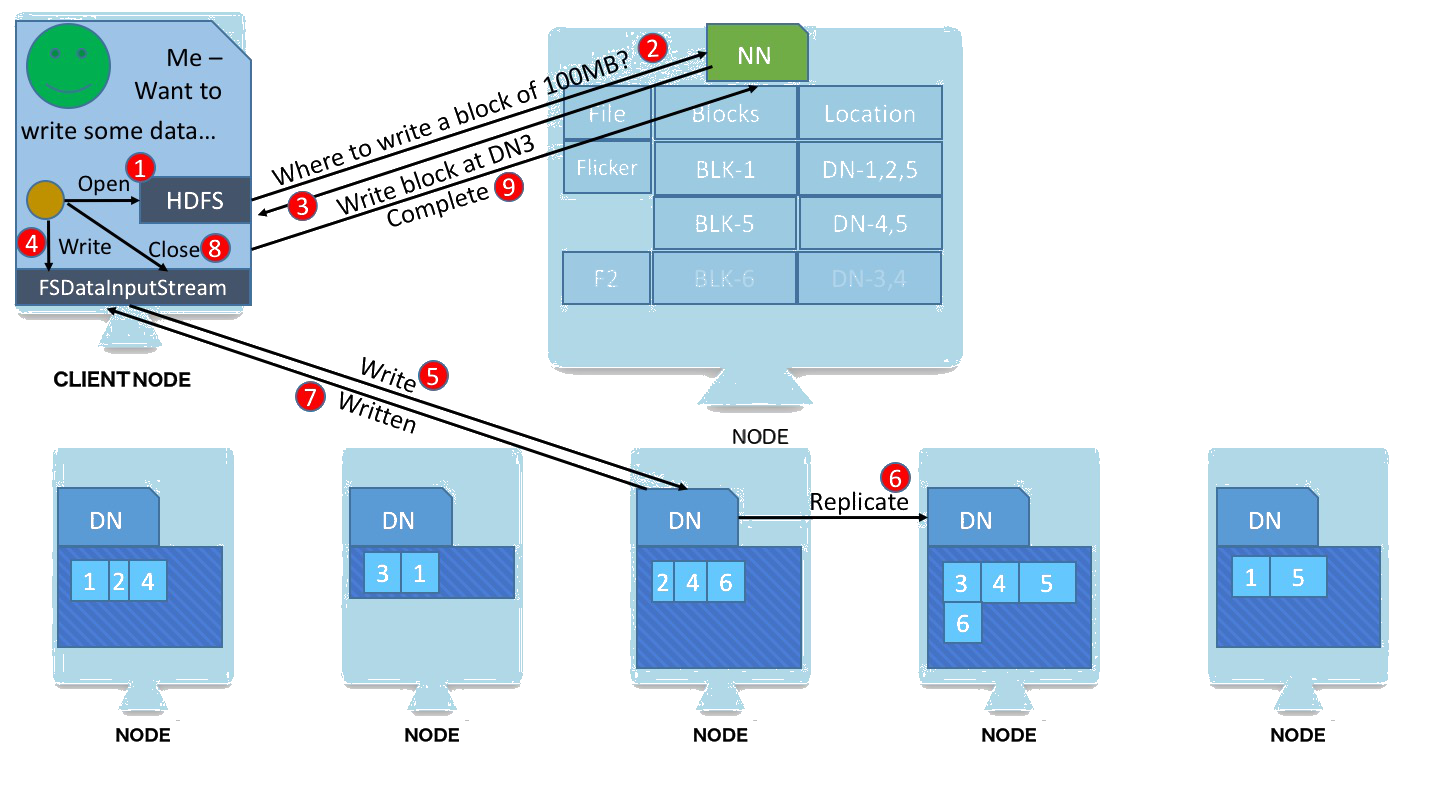 Me –
Want to
write some data...
1
Open
HDFS
4
Write
Close
8
FSDataInputStream
CLIENT NODE
Where to write a block of 100MB?
2
3
Write block at DN3
Complete
9
NN
File
Blocks
Location
Flicker
BLK-1
DN-1,2,5
BLK-5
DN-4,5
F2
BLK-6
DN-3,4
NODE
Write
5
7
Written
6
Replicate
DN
1 2 4
NODE
DN
3 1
NODE
DN
2 4 6
NODE
DN
3 4 5
6
NODE
DN
1 5
NODE